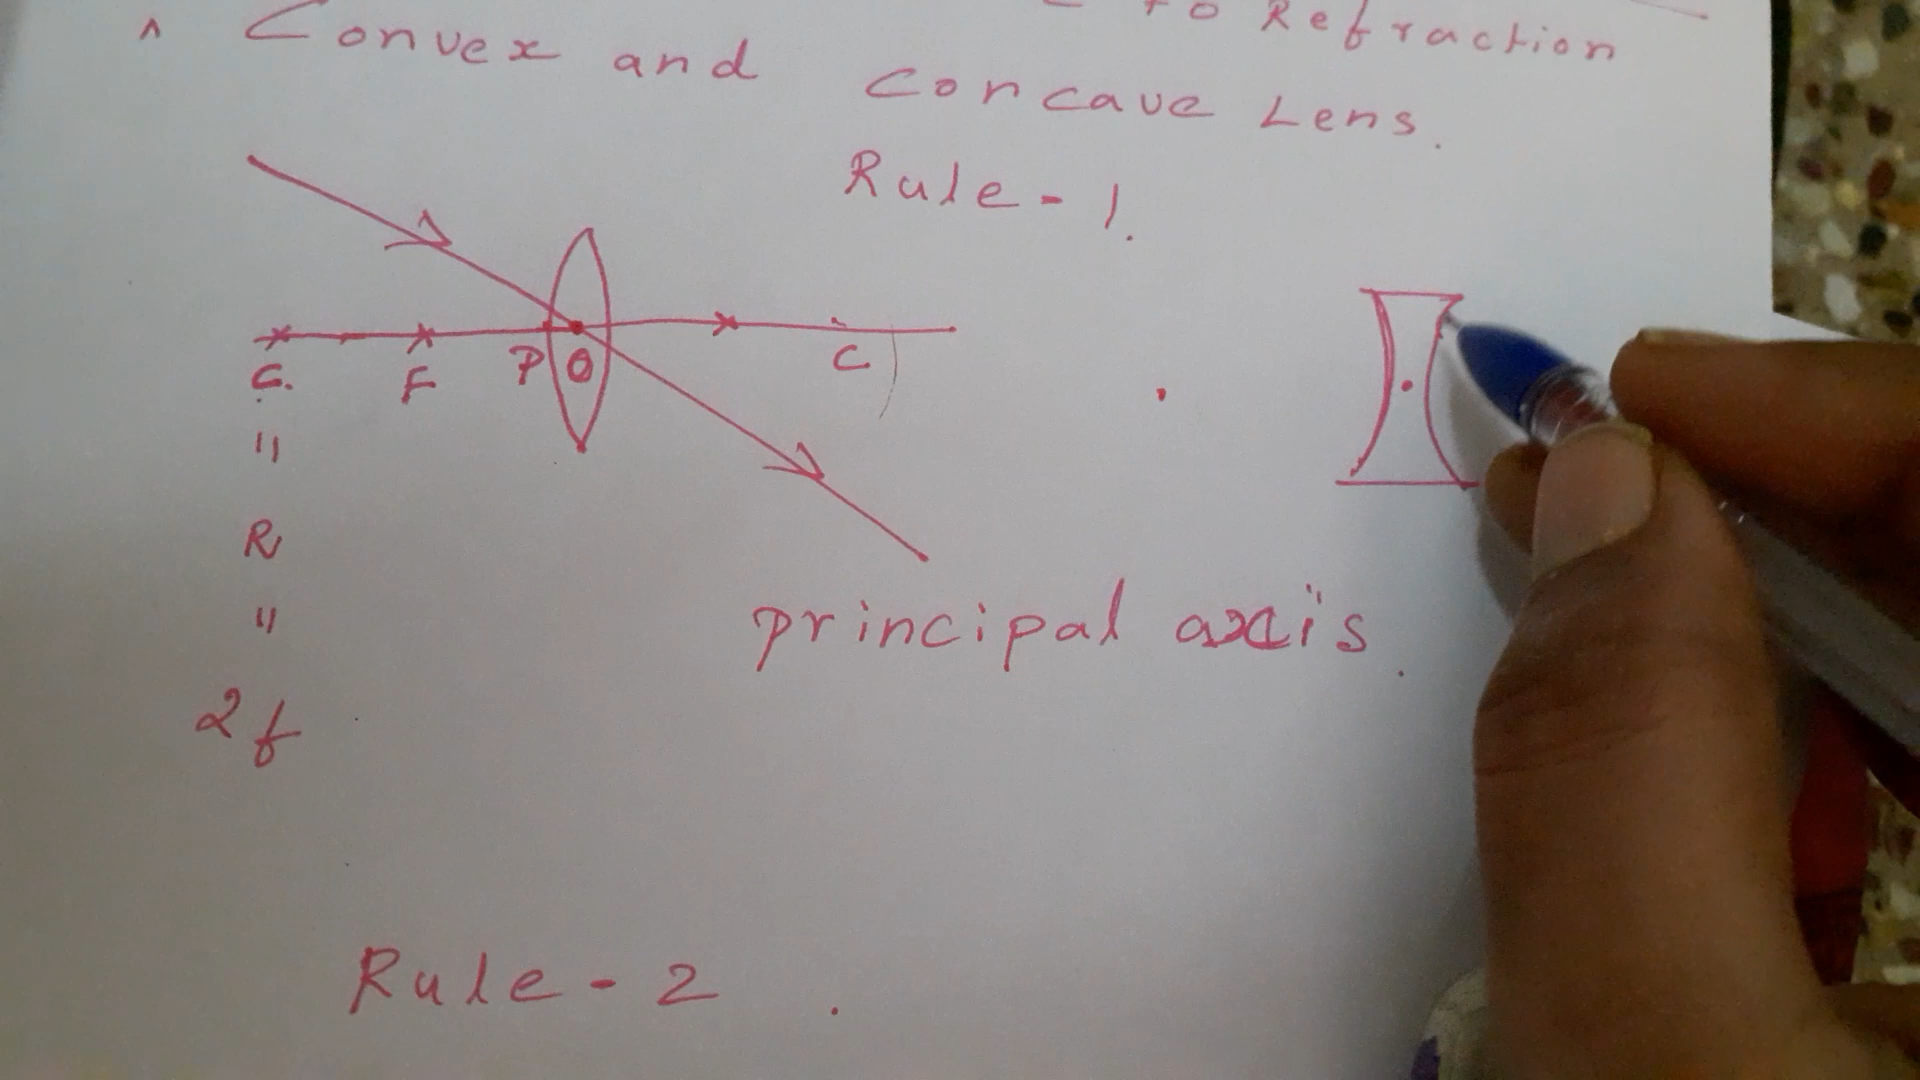 Convex and Concave Lens.
to Refraction
Rule - 1.
C. F P O C
"
R
"
2f
principal axis.
Rule - 2.